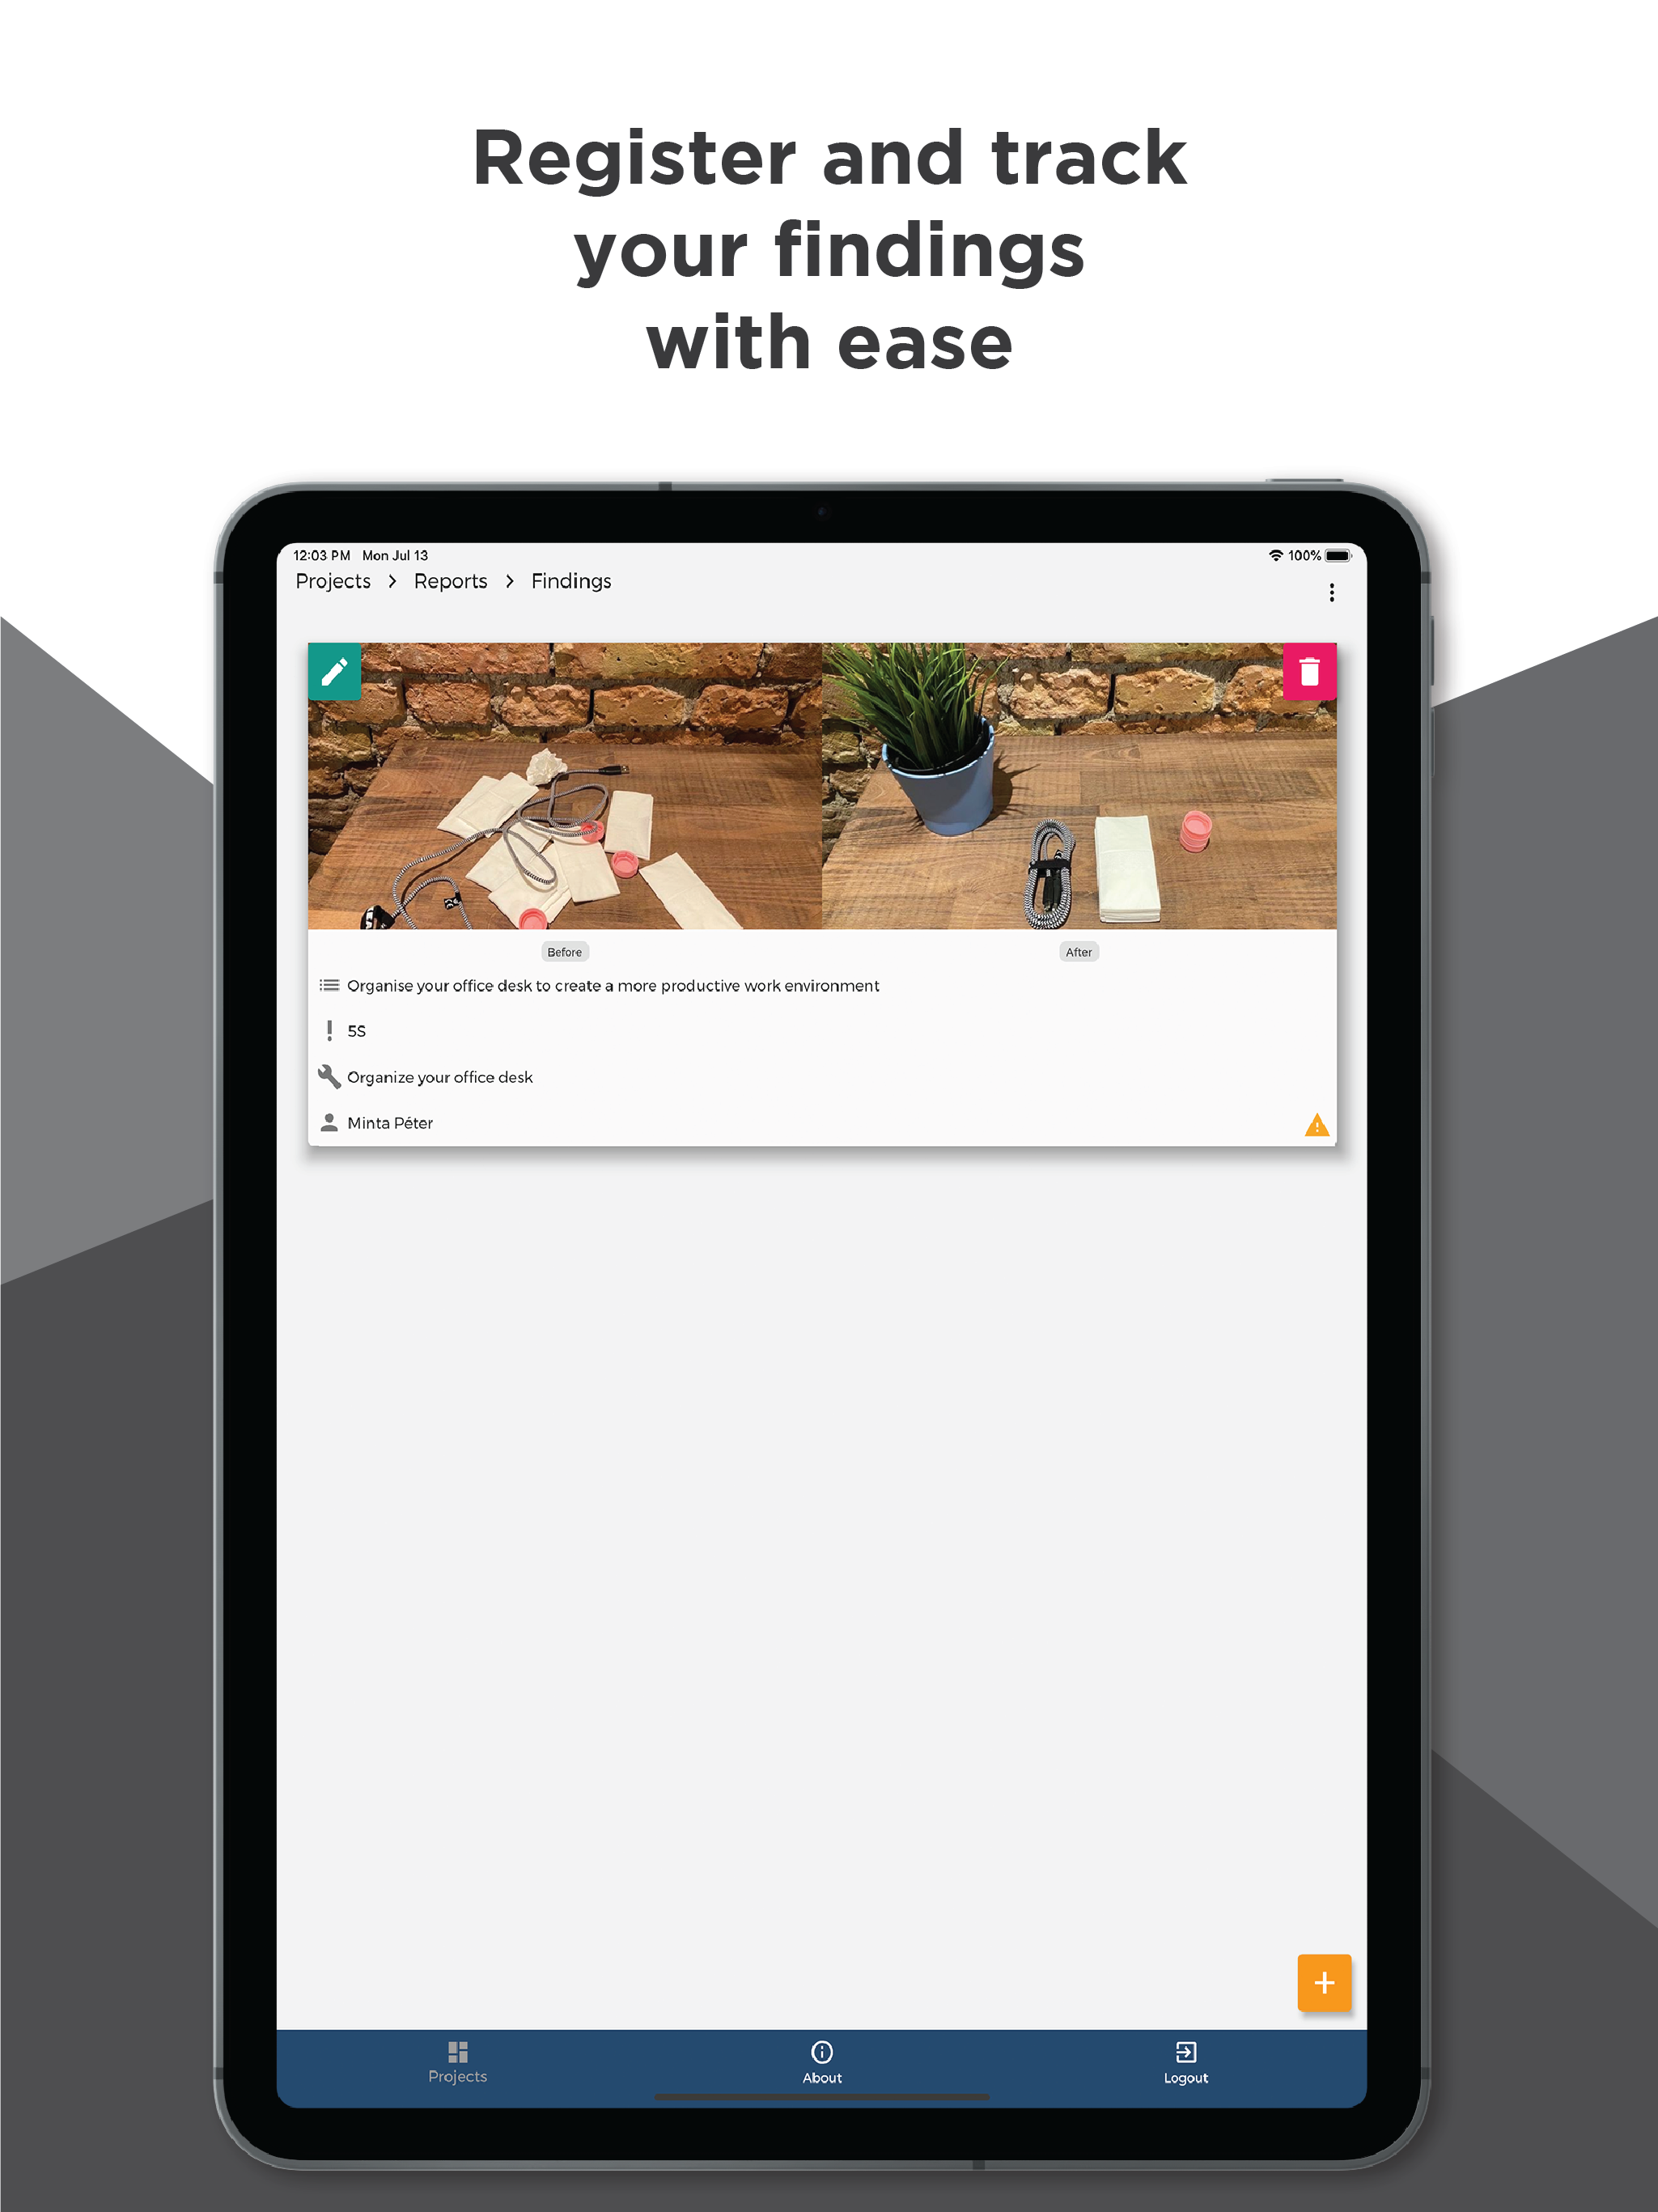 Register and track
your findings
with ease
12:03 PM Mon Jul 13
100%
Projects > Reports > Findings
Before
After
Organise your office desk to create a more productive work environment
5S
Organize your office desk
Minta Péter
Projects
About
Logout